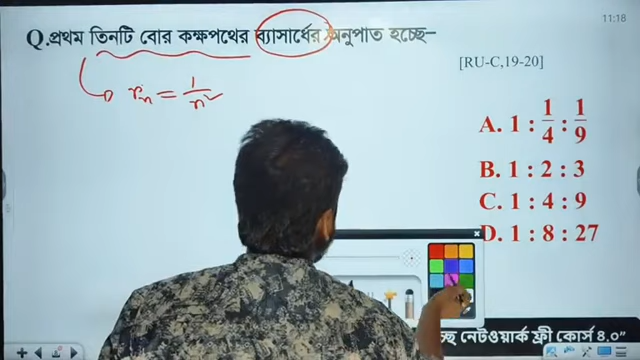 11:18
Q.প্রথম তিনটি বোর কক্ষপথের ব্যাসার্ধের অনুপাত হচ্ছে–
[RU-C,19-20]
rₙ = 1/n²
A. 1 : 1/4 : 1/9
B. 1 : 2 : 3
C. 1 : 4 : 9
D. 1 : 8 : 27
চ্ছ নেটওয়ার্ক ফ্রী কোর্স ৪.০"